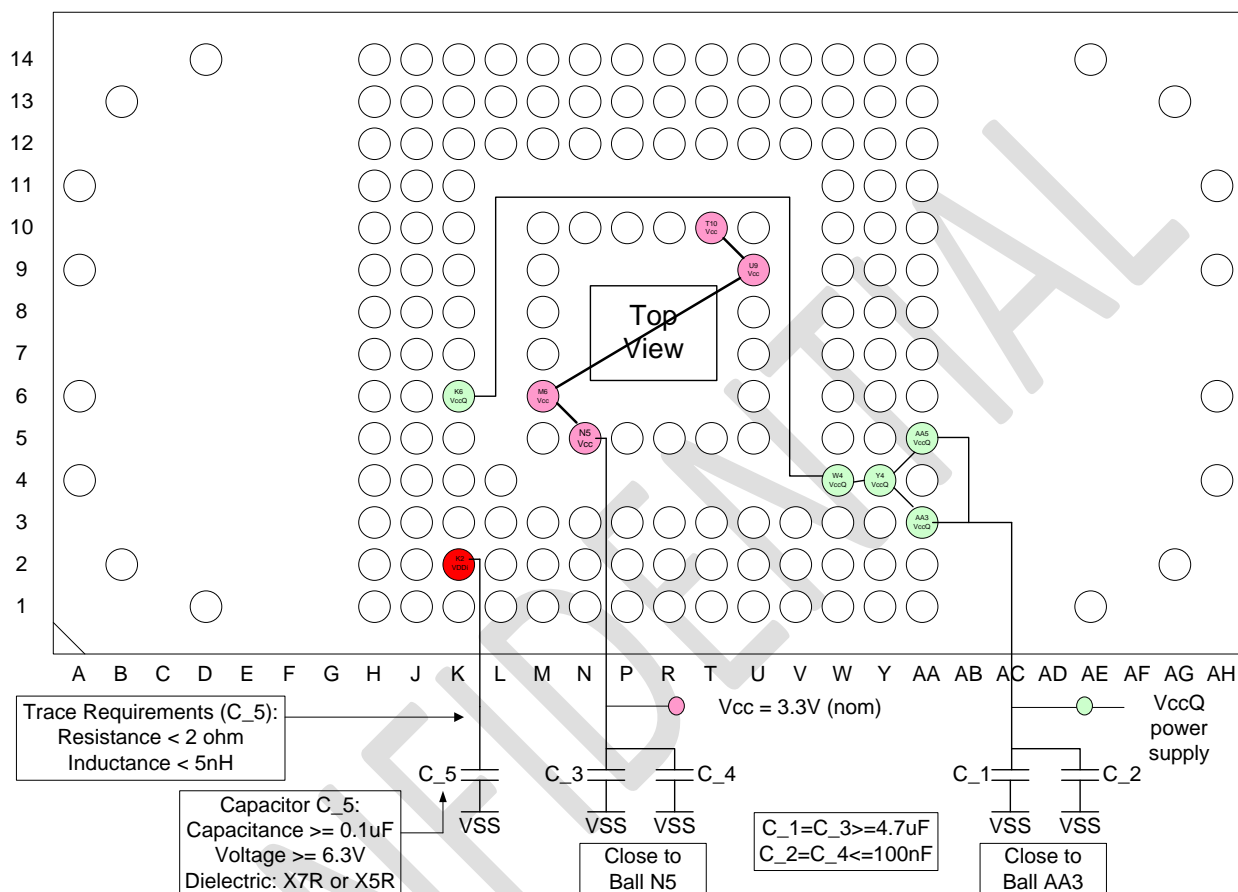 14
13
12
11
10
9
8
7
6
5
4
3
2
1
T10
Vcc
U9
Vcc
Top
View
K6
VccQ
M6
Vcc
N5
Vcc
AA5
VccQ
W4
VccQ
Y4
VccQ
AA3
VccQ
K2
VDDi
A B C D E F G H J K L M N P R T U V W Y AA AB AC AD AE AF AG AH
Trace Requirements (C_5):
Resistance < 2 ohm
Inductance < 5nH
Vcc = 3.3V (nom)
VccQ
power
supply
C_5
C_3
C_4
C_1
C_2
Capacitor C_5:
Capacitance >= 0.1uF
Voltage >= 6.3V
Dielectric: X7R or X5R
VSS
VSS
VSS
VSS
VSS
C_1=C_3>=4.7uF
C_2=C_4<=100nF
Close to
Ball N5
Close to
Ball AA3
NFIDENTIAL